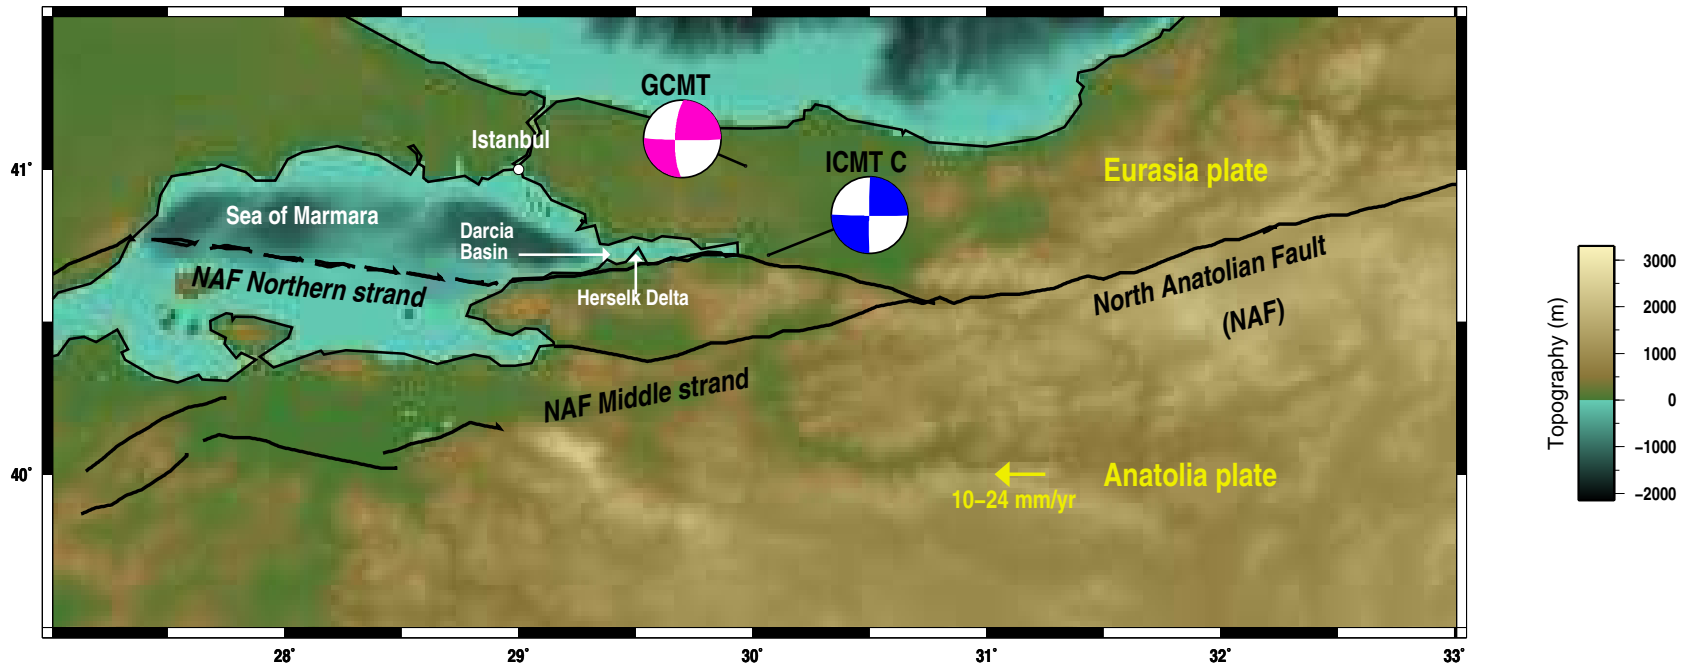 GCMT
Istanbul
ICMT C
41°
Eurasia plate
Sea of Marmara
Darcia
Basin
NAF Northern strand
Herselk Delta
North Anatolian Fault
(NAF)
NAF Middle strand
40°
Anatolia plate
10–24 mm/yr
28°
29°
30°
31°
32°
33°
Topography (m)
3000
2000
1000
0
−1000
−2000